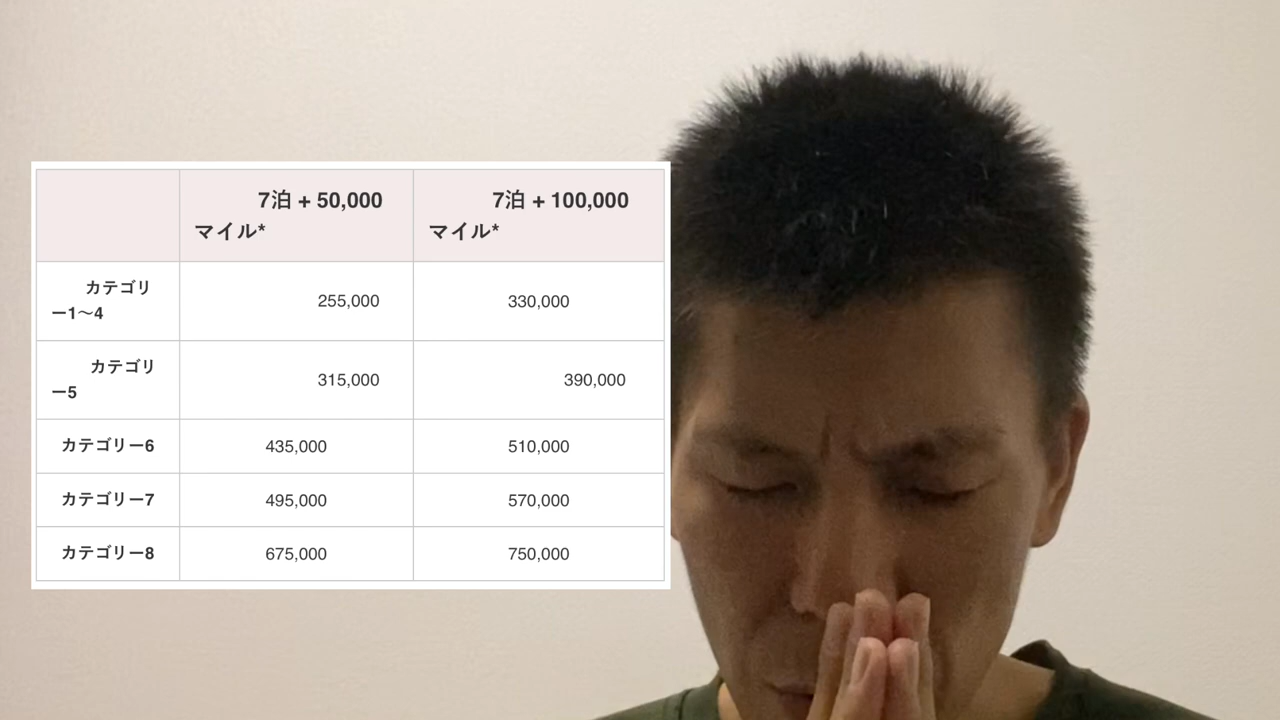 7泊 + 50,000
マイル*
7泊 + 100,000
マイル*
カテゴリ
ー1〜4
255,000
330,000
カテゴリ
ー5
315,000
390,000
カテゴリー6
435,000
510,000
カテゴリー7
495,000
570,000
カテゴリー8
675,000
750,000